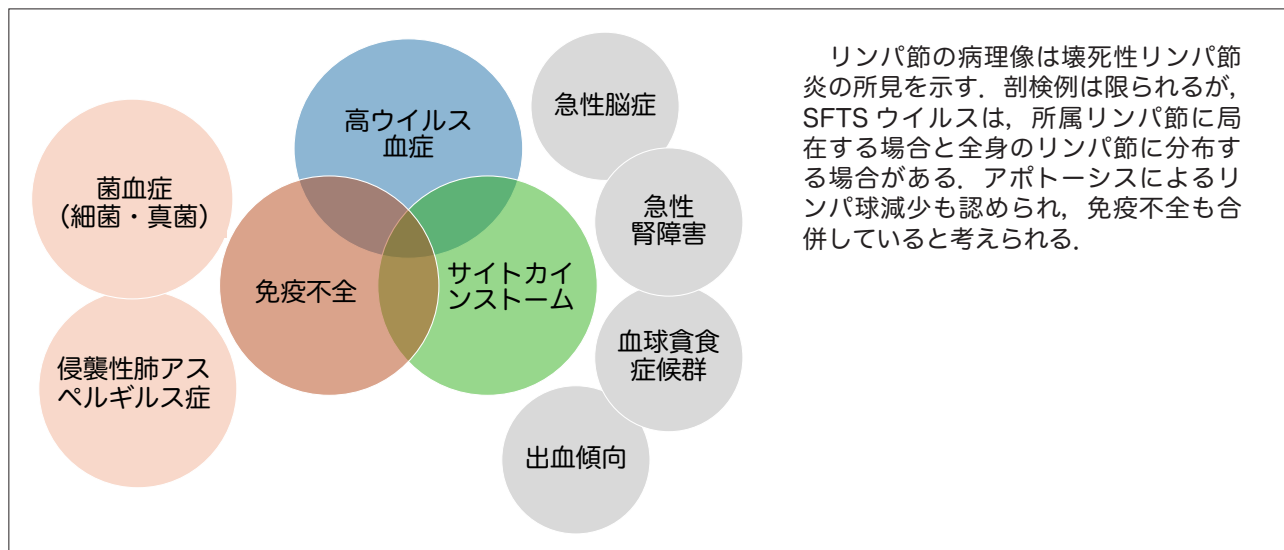 高ウイルス
血症
免疫不全
サイトカイ
ンストーム
菌血症
（細菌・真菌）
侵襲性肺アス
ペルギルス症
急性脳症
急性
腎障害
血球貪食
症候群
出血傾向
　リンパ節の病理像は壊死性リンパ節
炎の所見を示す．剖検例は限られるが，
SFTS ウイルスは，所属リンパ節に局
在する場合と全身のリンパ節に分布す
る場合がある．アポトーシスによるリ
ンパ球減少も認められ，免疫不全も合
併していると考えられる．